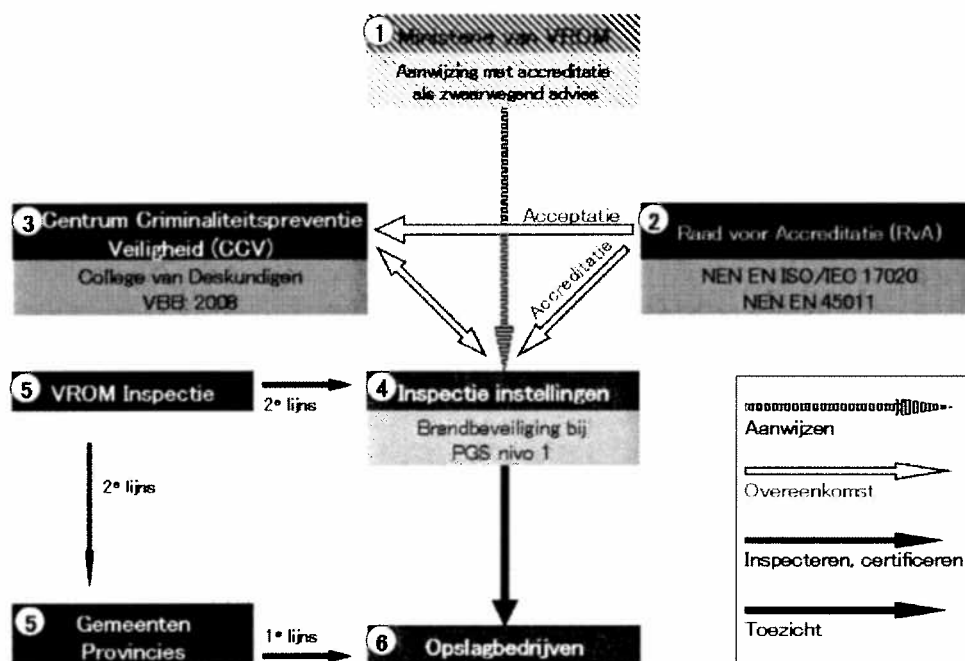 1 Ministerie van VROM
Aanwijzing met accreditatie
als zwaarwegend advies
3 Centrum Criminaliteitspreventie
Veiligheid (CCV)
College van Deskundigen
VBB: 2008
Acceptatie
Accreditatie
2 Raad voor Accreditatie (RvA)
NEN EN ISO/IEC 17020
NEN EN 45011
5 VROM Inspectie
2e lijns
4 Inspectie instellingen
Brandbeveiliging bij
PGS nivo 1
2e lijns
5 Gemeenten
Provincies
1e lijns
6 Opslagbedrijven
Aanwijzen
Overeenkomst
Inspecteren, certificeren
Toezicht